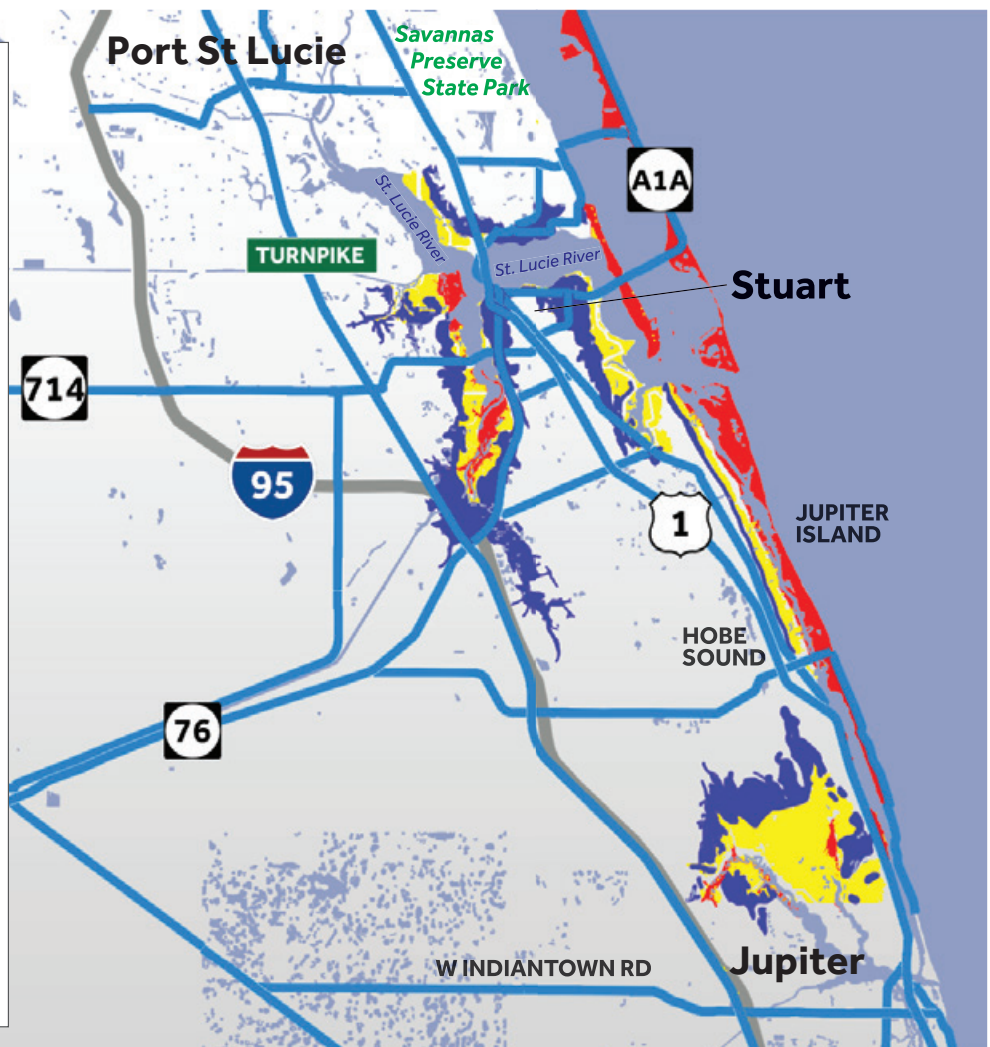 Port St Lucie
Savannas
Preserve
State Park
A1A
St. Lucie River
TURNPIKE
St. Lucie River
Stuart
714
95
1
JUPITER
ISLAND
HOBE
SOUND
76
W INDIANTOWN RD
Jupiter